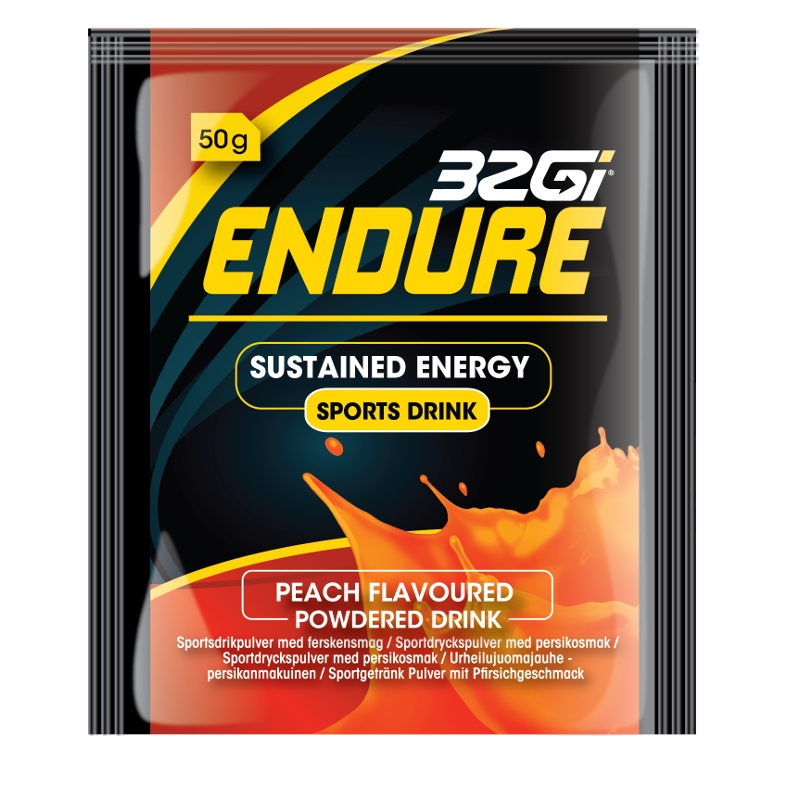 50g
32Gi®
ENDURE
SUSTAINED ENERGY
SPORTS DRINK
PEACH FLAVOURED
POWDERED DRINK
Sportsdrikpulver med ferskensmag / Sportdryckspulver med persikosmak /
Sportdryckspulver med persikosmak / Urheilujuomajauhe -
persikanmakuinen / Sportgetränk Pulver mit Pfirsichgeschmack